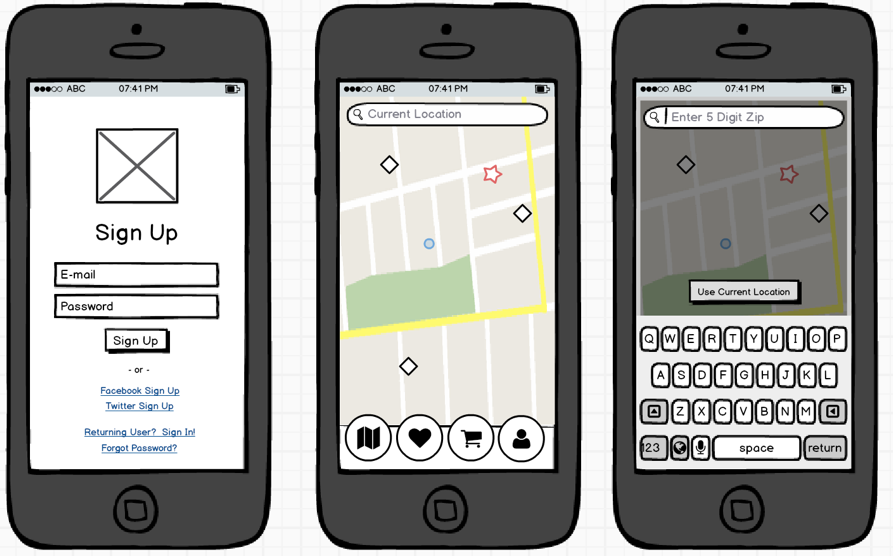 ABC 07:41 PM
Sign Up
E-mail
Password
Sign Up
- or -
Facebook Sign Up
Twitter Sign Up
Returning User? Sign In!
Forgot Password?
ABC 07:41 PM
Current Location
ABC 07:41 PM
Enter 5 Digit Zip
Use Current Location
Q W E R T Y U I O P
A S D F G H J K L
Z X C V B N M
123 space return